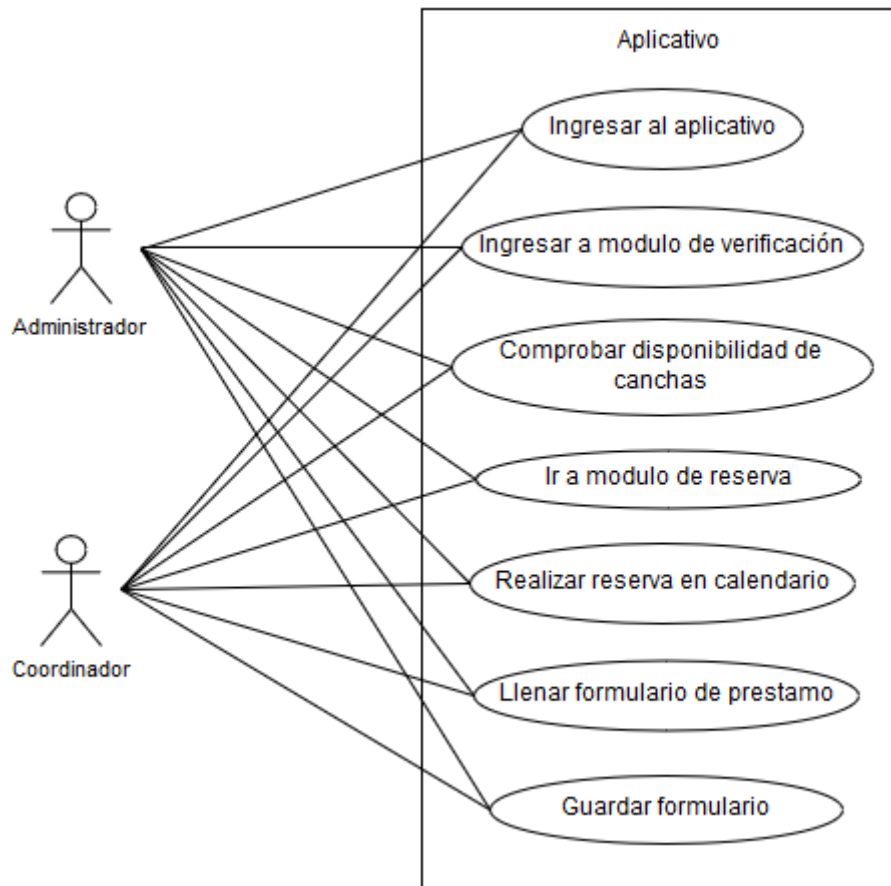 Aplicativo
Ingresar al aplicativo
Administrador
Ingresar a modulo de verificación
Comprobar disponibilidad de
canchas
Ir a modulo de reserva
Coordinador
Realizar reserva en calendario
Llenar formulario de prestamo
Guardar formulario